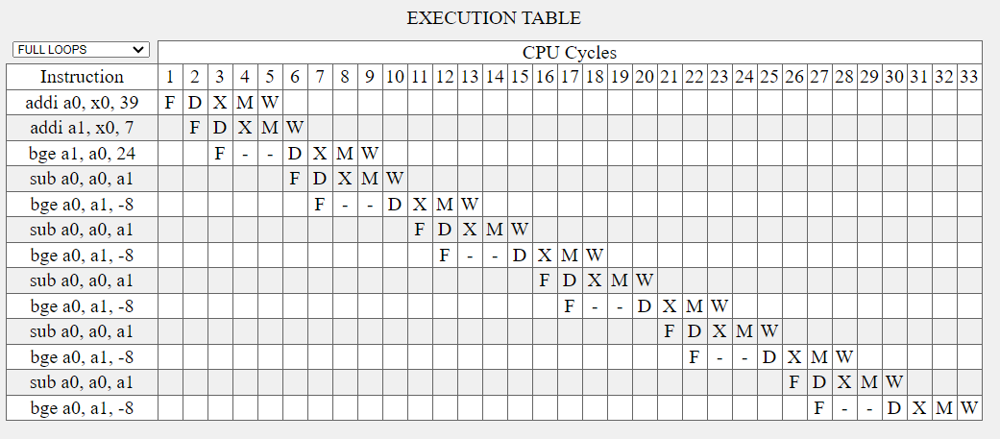 EXECUTION TABLE
FULL LOOPS
CPU Cycles
Instruction 1 2 3 4 5 6 7 8 9 10 11 12 13 14 15 16 17 18 19 20 21 22 23 24 25 26 27 28 29 30 31 32 33
addi a0, x0, 39 F D X M W
addi a1, x0, 7 F D X M W
bge a1, a0, 24 F - - D X M W
sub a0, a0, a1 F D X M W
bge a0, a1, -8 F - - D X M W
sub a0, a0, a1 F D X M W
bge a0, a1, -8 F - - D X M W
sub a0, a0, a1 F D X M W
bge a0, a1, -8 F - - D X M W
sub a0, a0, a1 F D X M W
bge a0, a1, -8 F - - D X M W
sub a0, a0, a1 F D X M W
bge a0, a1, -8 F - - D X M W